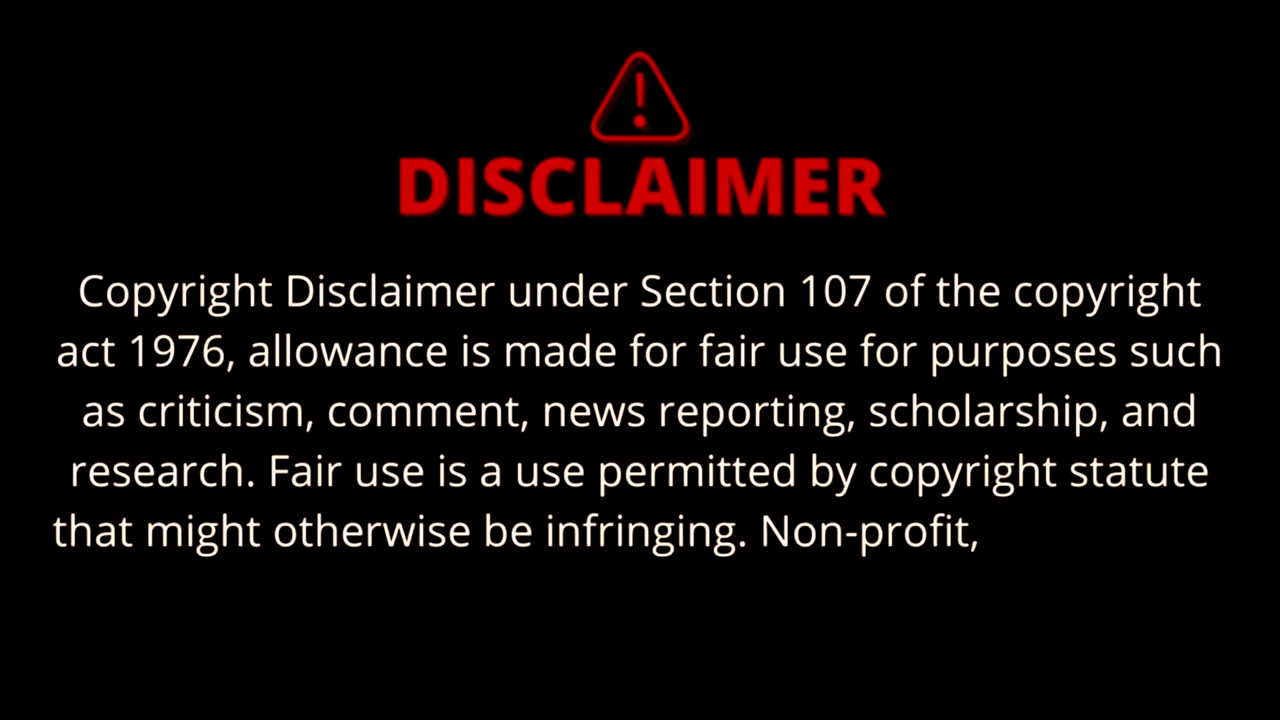 DISCLAIMER
Copyright Disclaimer under Section 107 of the copyright
act 1976, allowance is made for fair use for purposes such
as criticism, comment, news reporting, scholarship, and
research. Fair use is a use permitted by copyright statute
that might otherwise be infringing. Non-profit,